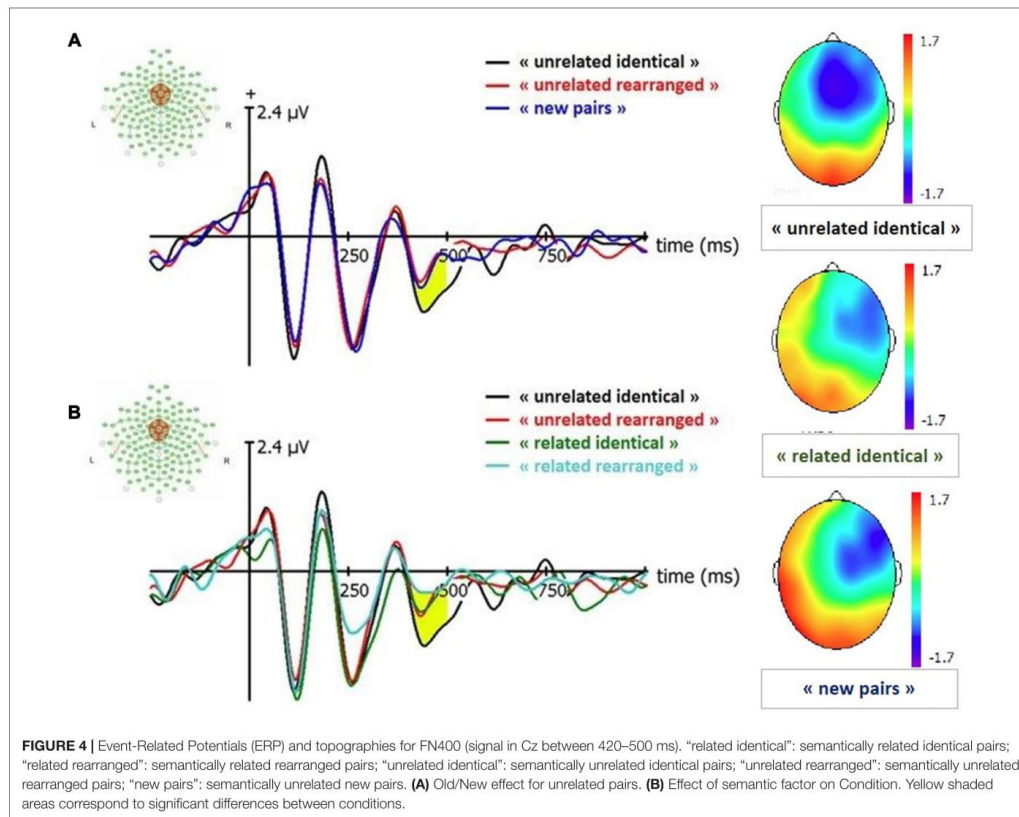 A
L
R
+
2.4 µV
« unrelated identical »
« unrelated rearranged »
« new pairs »
250
500
750
time (ms)
1.7
-1.7
« unrelated identical »
1.7
-1.7
« related identical »
B
L
R
2.4 µV
« unrelated identical »
« unrelated rearranged »
« related identical »
« related rearranged »
250
500
750
time (ms)
1.7
-1.7
« new pairs »
FIGURE 4 | Event-Related Potentials (ERP) and topographies for FN400 (signal in Cz between 420–500 ms). “related identical”: semantically related identical pairs;
“related rearranged”: semantically related rearranged pairs; “unrelated identical”: semantically unrelated identical pairs; “unrelated rearranged”: semantically unrelated
rearranged pairs; “new pairs”: semantically unrelated new pairs. (A) Old/New effect for unrelated pairs. (B) Effect of semantic factor on Condition. Yellow shaded
areas correspond to significant differences between conditions.